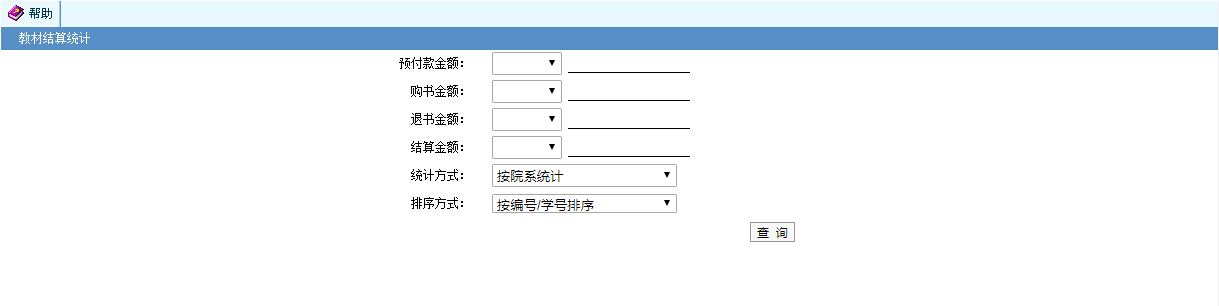 帮助
教材结算统计
预付款金额：
购书金额：
退书金额：
结算金额：
统计方式： 按院系统计
排序方式： 按编号/学号排序
查 询